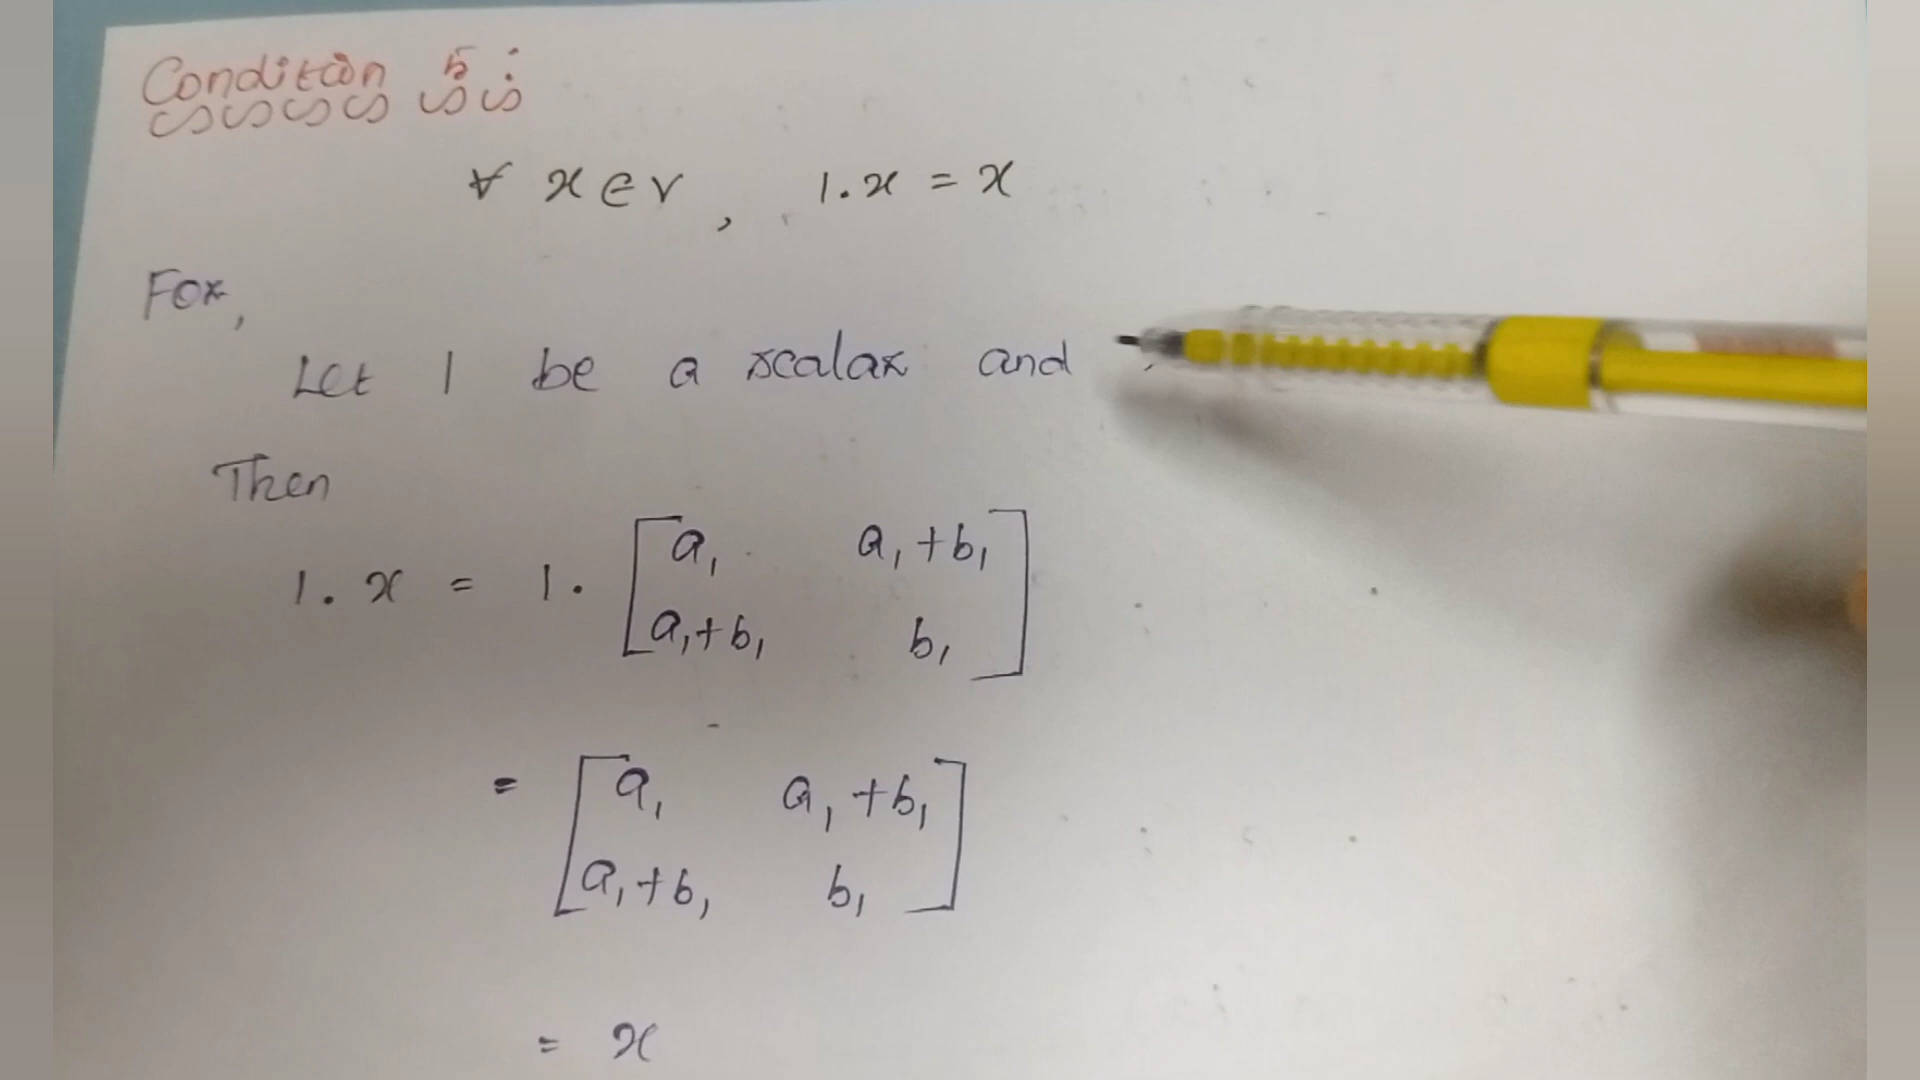 Condition 5 :
∀ x ∈ V , 1.x = x
For,
Let 1 be a scalar and
Then
1. x = 1. [ a₁ a₁+b₁
a₁+b₁ b₁ ]
= [ a₁ a₁+b₁
a₁+b₁ b₁ ]
= x